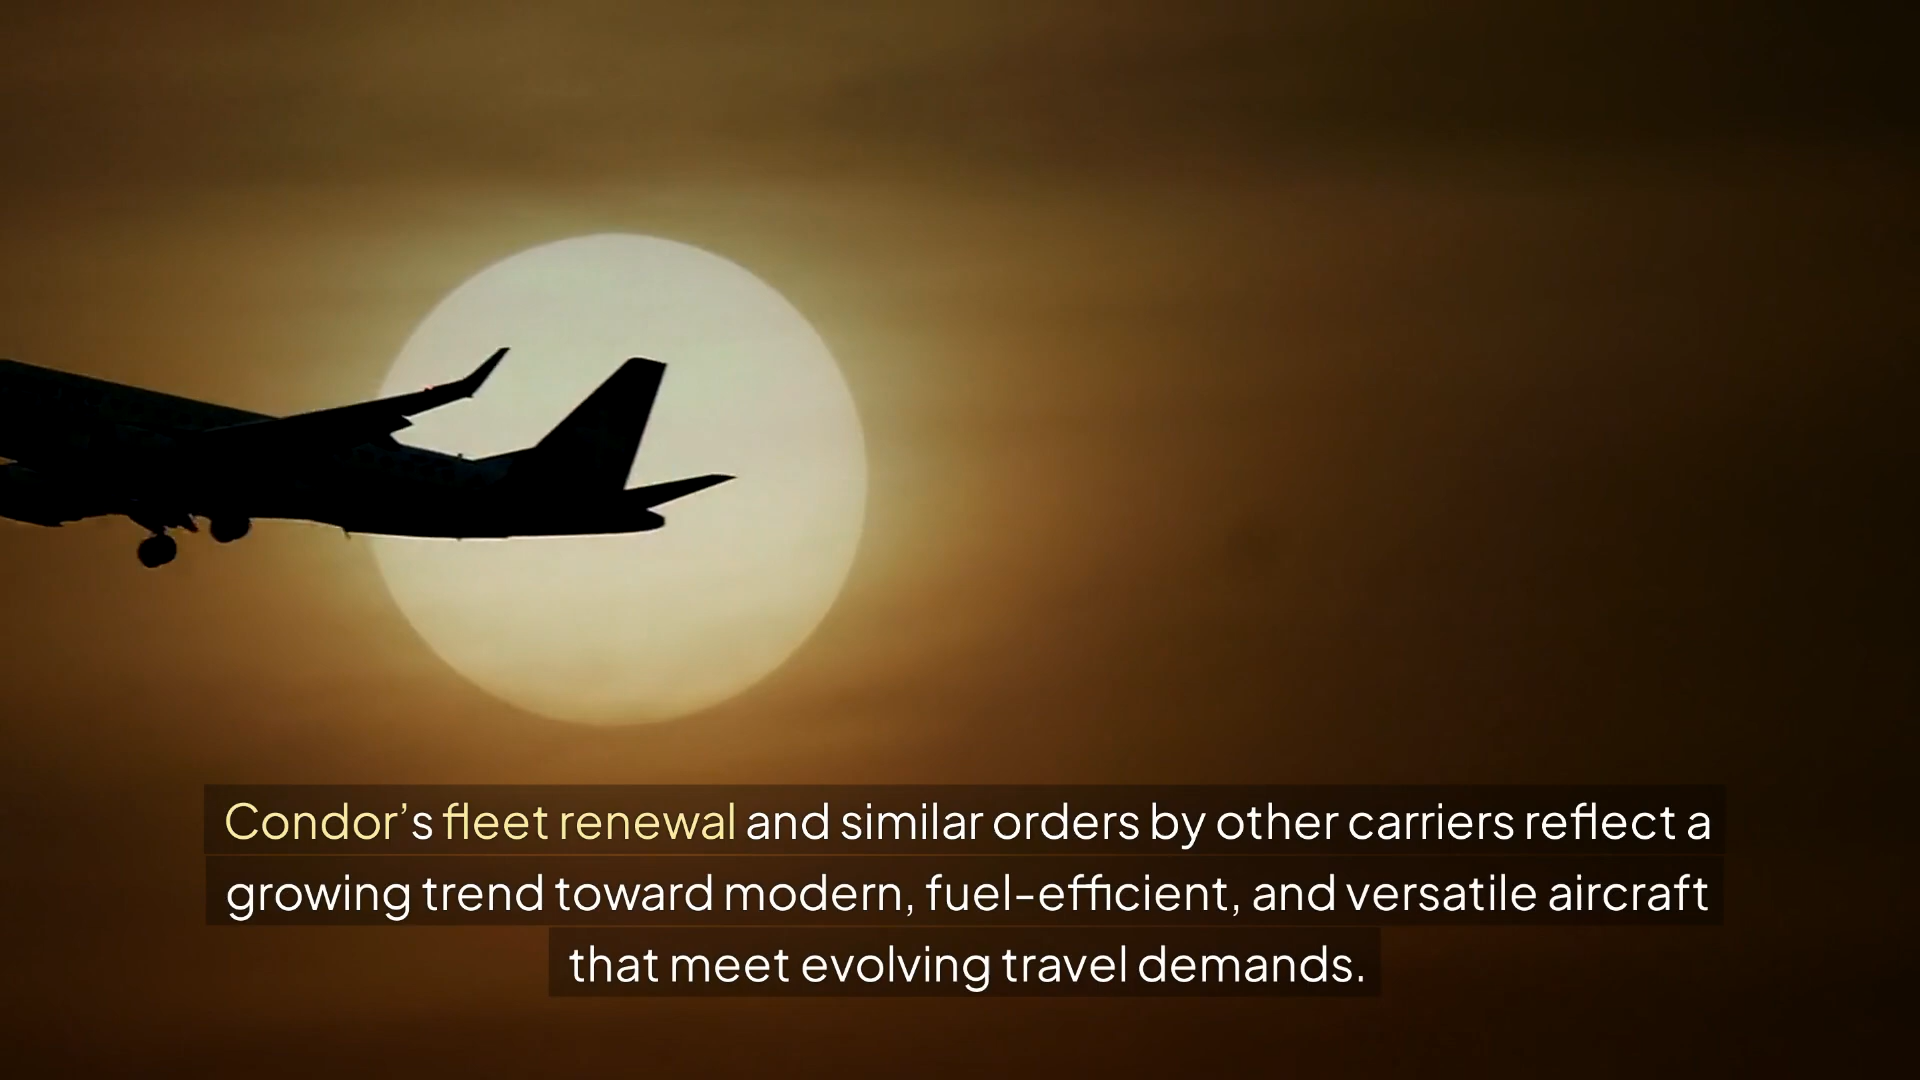 Condor’s fleet renewal and similar orders by other carriers reflect a
growing trend toward modern, fuel-efficient, and versatile aircraft
that meet evolving travel demands.